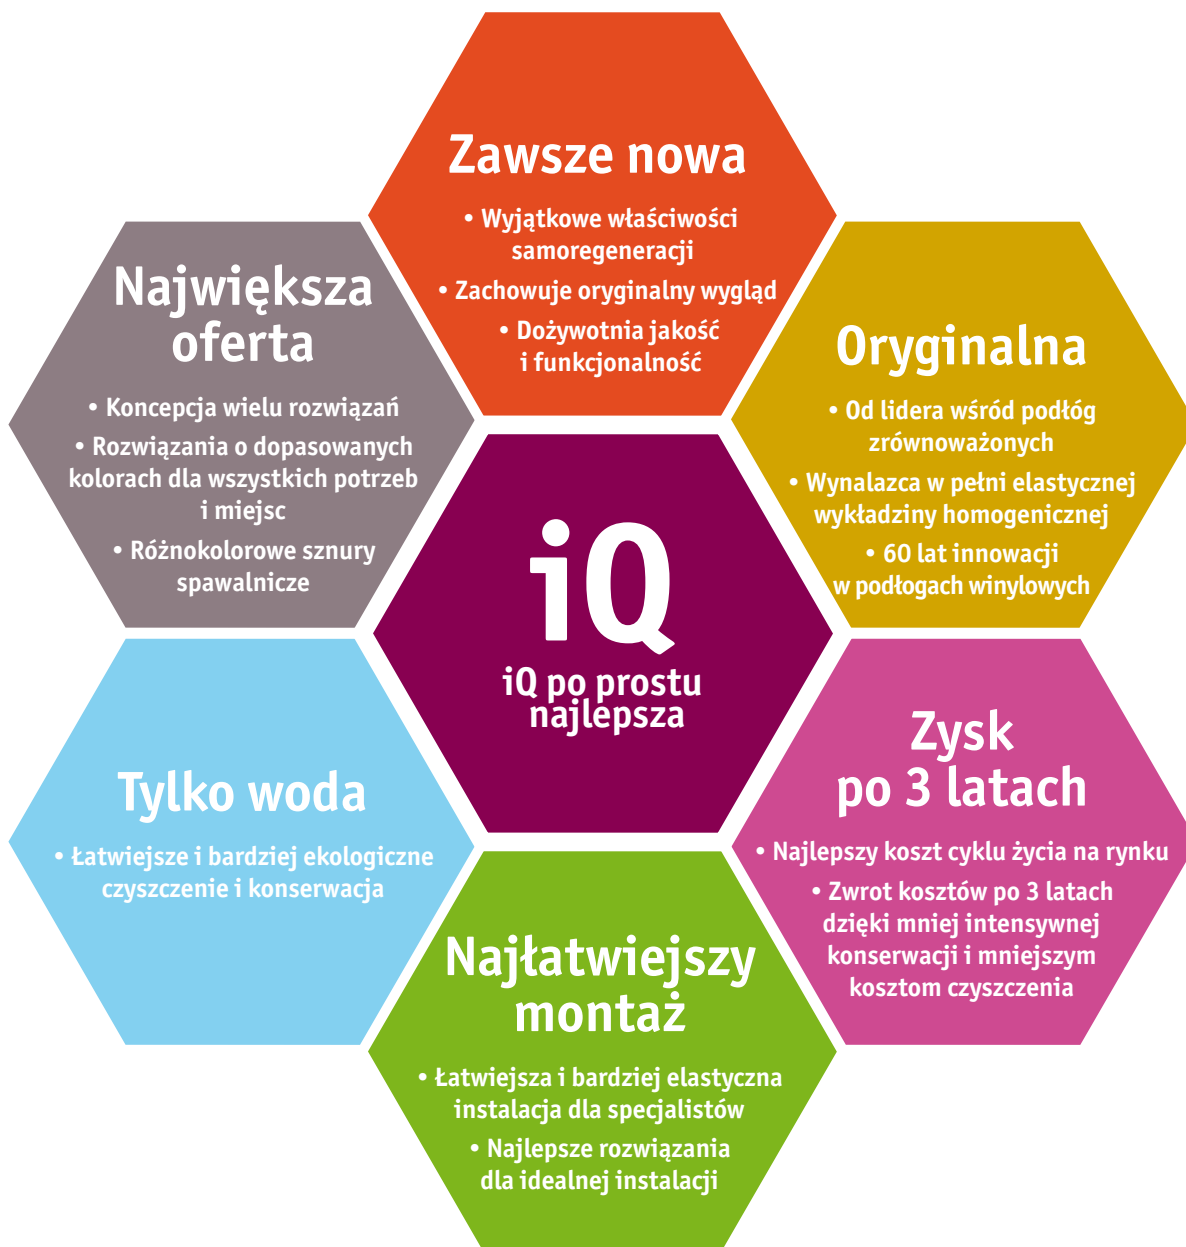 Zawsze nowa
• Wyjątkowe właściwości
samoregeneracji
• Zachowuje oryginalny wygląd
• Dożywotnia jakość
i funkcjonalność
Największa
oferta
• Koncepcja wielu rozwiązań
• Rozwiązania o dopasowanych
kolorach dla wszystkich potrzeb
i miejsc
• Różnokolorowe sznury
spawalnicze
Oryginalna
• Od lidera wśród podłóg
zrównoważonych
• Wynalazca w pełni elastycznej
wykładziny homogenicznej
• 60 lat innowacji
w podłogach winylowych
iQ
iQ po prostu
najlepsza
Tylko woda
• Łatwiejsze i bardziej ekologiczne
czyszczenie i konserwacja
Zysk
po 3 latach
• Najlepszy koszt cyklu życia na rynku
• Zwrot kosztów po 3 latach
dzięki mniej intensywnej
konserwacji i mniejszym
kosztom czyszczenia
Najłatwiejszy
montaż
• Łatwiejsza i bardziej elastyczna
instalacja dla specjalistów
• Najlepsze rozwiązania
dla idealnej instalacji